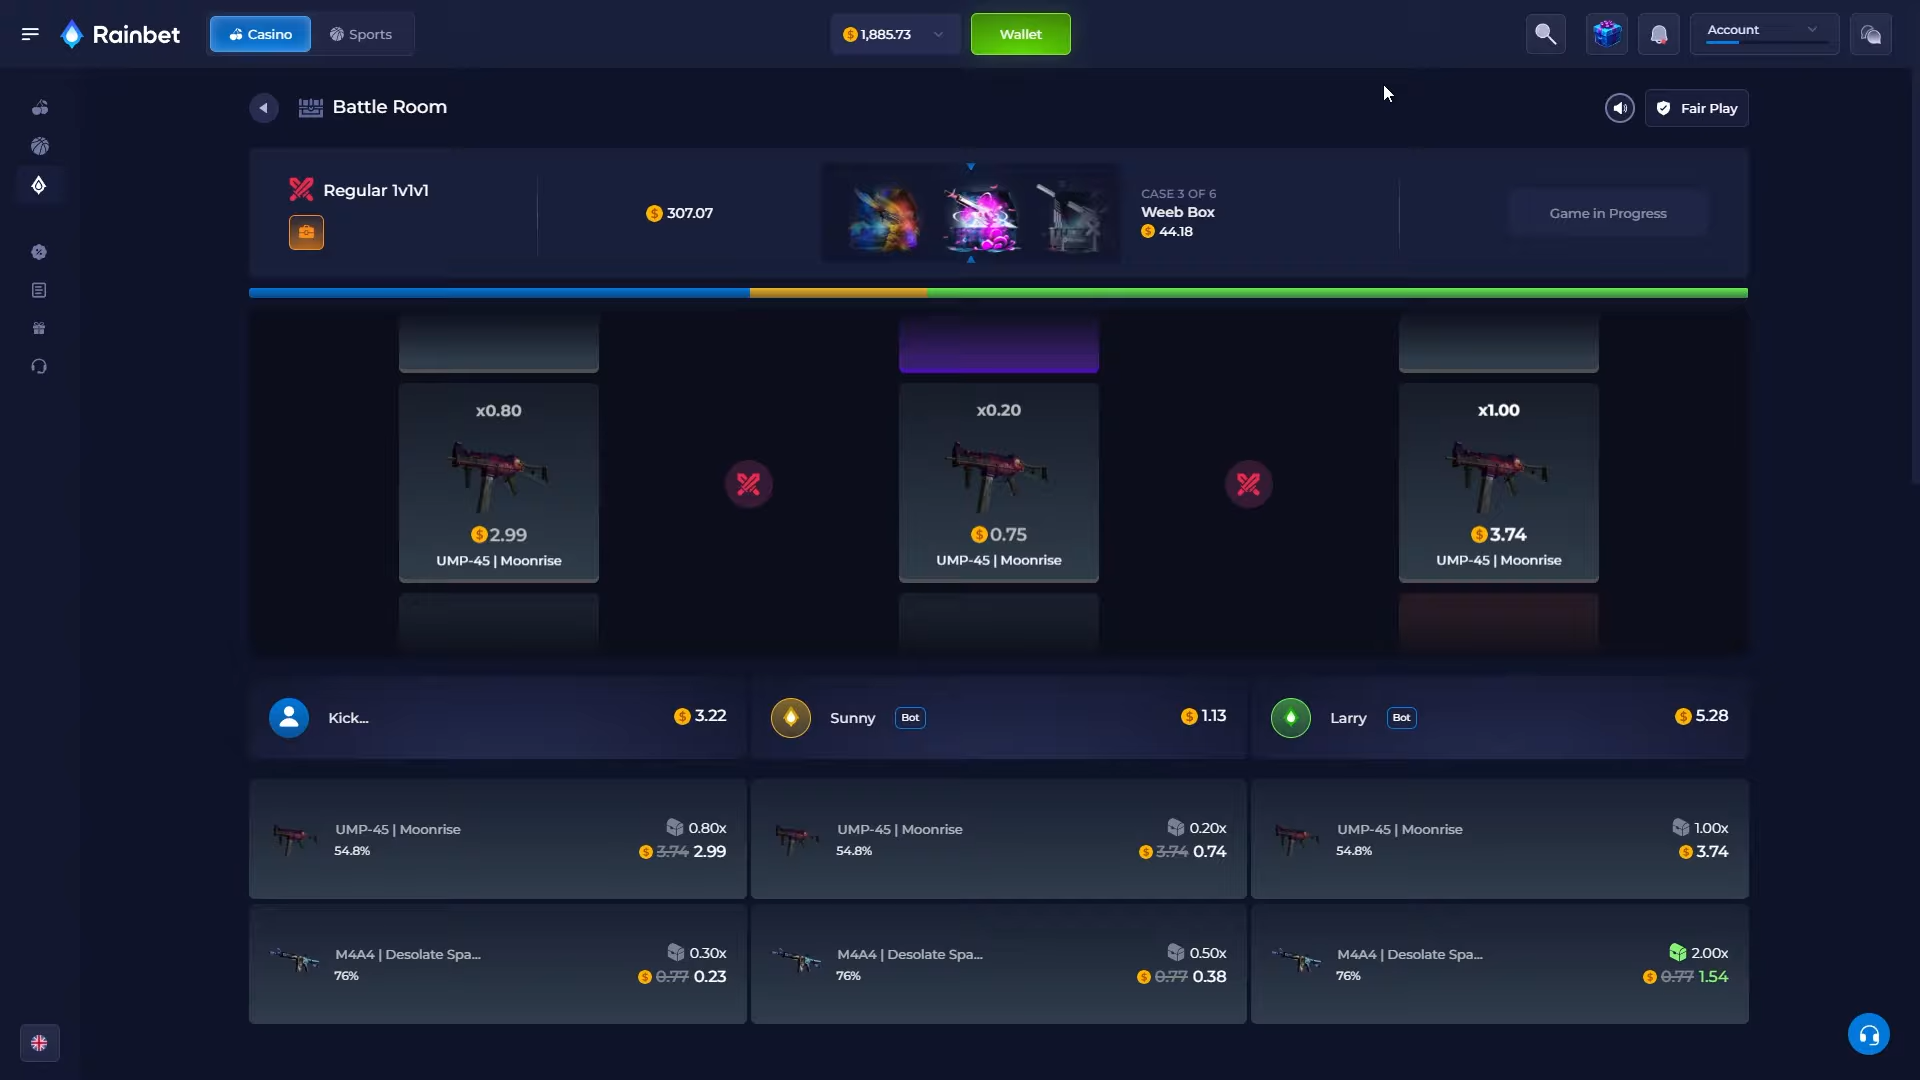 Rainbet
Casino
Sports
1,885.73
Wallet
Account
Battle Room
Fair Play
Regular 1v1v1
307.07
CASE 3 OF 6
Weeb Box
44.18
Game in Progress
x0.80
2.99
UMP-45 | Moonrise
x0.20
0.75
UMP-45 | Moonrise
x1.00
3.74
UMP-45 | Moonrise
Kick...
3.22
Sunny
Bot
1.13
Larry
Bot
5.28
UMP-45 | Moonrise
0.80x
54.8%
3.74 2.99
UMP-45 | Moonrise
0.20x
54.8%
3.74 0.74
UMP-45 | Moonrise
1.00x
54.8%
3.74
M4A4 | Desolate Spa...
0.30x
76%
0.77 0.23
M4A4 | Desolate Spa...
0.50x
76%
0.77 0.38
M4A4 | Desolate Spa...
2.00x
76%
0.77 1.54